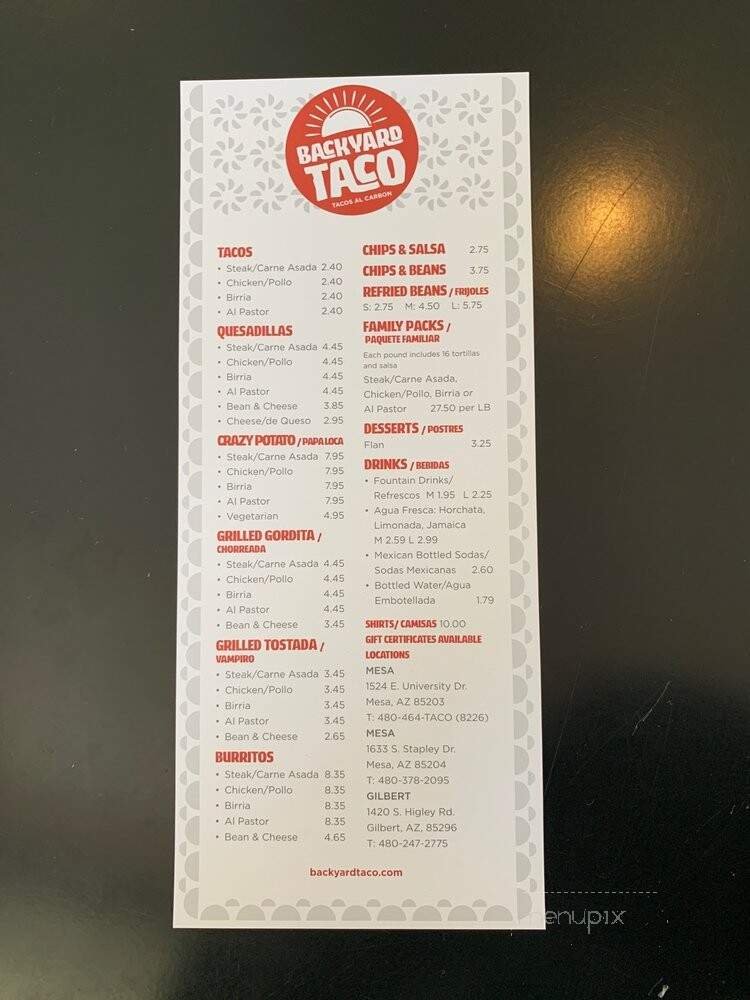 BACKYARD
TACO
TACOS AL CARBON
TACOS
• Steak/Carne Asada 2.40
• Chicken/Pollo 2.40
• Birria 2.40
• Al Pastor 2.40
QUESADILLAS
• Steak/Carne Asada 4.45
• Chicken/Pollo 4.45
• Birria 4.45
• Al Pastor 4.45
• Bean & Cheese 3.85
• Cheese/de Queso 2.95
CRAZY POTATO / PAPA LOCA
• Steak/Carne Asada 7.95
• Chicken/Pollo 7.95
• Birria 7.95
• Al Pastor 7.95
• Vegetarian 4.95
GRILLED GORDITA /
CHORREADA
• Steak/Carne Asada 4.45
• Chicken/Pollo 4.45
• Birria 4.45
• Al Pastor 4.45
• Bean & Cheese 3.45
GRILLED TOSTADA /
VAMPIRO
• Steak/Carne Asada 3.45
• Chicken/Pollo 3.45
• Birria 3.45
• Al Pastor 3.45
• Bean & Cheese 2.65
BURRITOS
• Steak/Carne Asada 8.35
• Chicken/Pollo 8.35
• Birria 8.35
• Al Pastor 8.35
• Bean & Cheese 4.65
CHIPS & SALSA 2.75
CHIPS & BEANS 3.75
REFRIED BEANS / FRIJOLES
S: 2.75 M: 4.50 L: 5.75
FAMILY PACKS /
PAQUETE FAMILIAR
Each pound includes 16 tortillas
and salsa
Steak/Carne Asada,
Chicken/Pollo, Birria or
Al Pastor 27.50 per LB
DESSERTS / POSTRES
Flan 3.25
DRINKS / BEBIDAS
• Fountain Drinks/
Refrescos M 1.95 L 2.25
• Agua Fresca: Horchata,
Limonada, Jamaica
M 2.59 L 2.99
• Mexican Bottled Sodas/
Sodas Mexicanas 2.60
• Bottled Water/Agua
Embotellada 1.79
SHIRTS/ CAMISAS 10.00
GIFT CERTIFICATES AVAILABLE
LOCATIONS
MESA
1524 E. University Dr.
Mesa, AZ 85203
T: 480-464-TACO (8226)
MESA
1633 S. Stapley Dr.
Mesa, AZ 85204
T: 480-378-2095
GILBERT
1420 S. Higley Rd.
Gilbert, AZ, 85296
T: 480-247-2775
backyardtaco.com
menupix